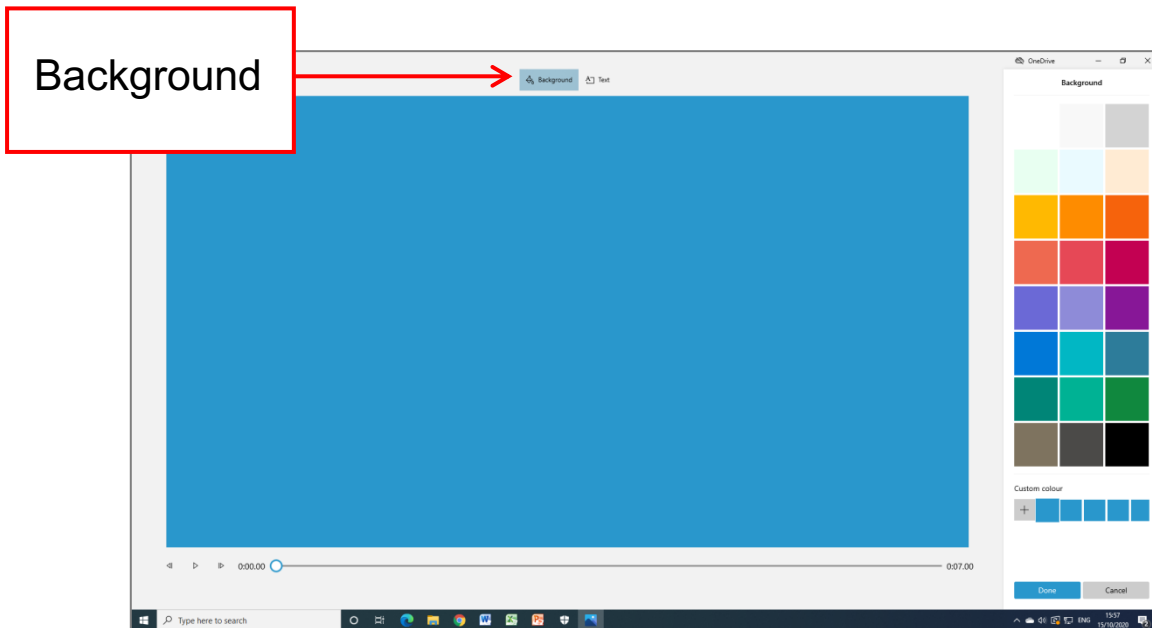 Background
OneDrive
Background
Text
Background
Custom colour
0:00.00
0:07.00
Done
Cancel
Type here to search
ENG
15:57
15/10/2020